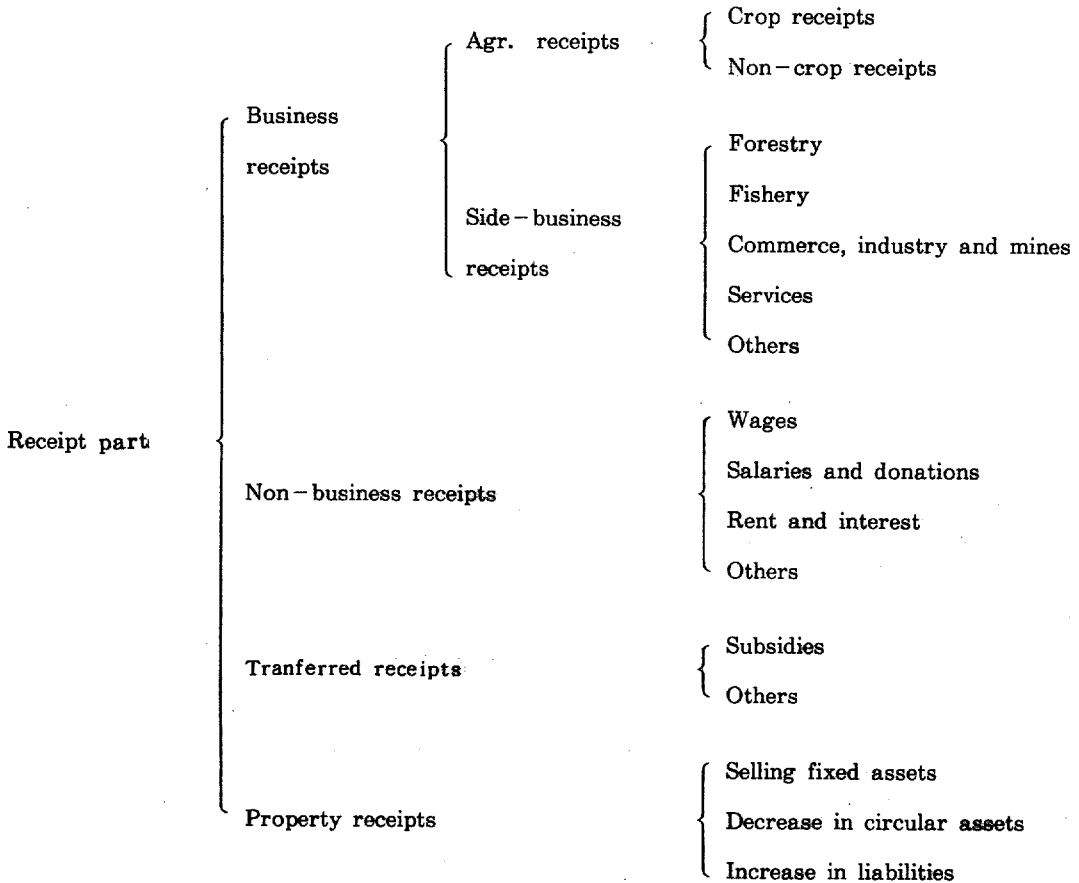 Receipt part
Business
receipts
Agr. receipts
Crop receipts
Non-crop receipts
Side-business
receipts
Forestry
Fishery
Commerce, industry and mines
Services
Others
Non-business receipts
Wages
Salaries and donations
Rent and interest
Others
Tranferred receipts
Subsidies
Others
Property receipts
Selling fixed assets
Decrease in circular assets
Increase in liabilities